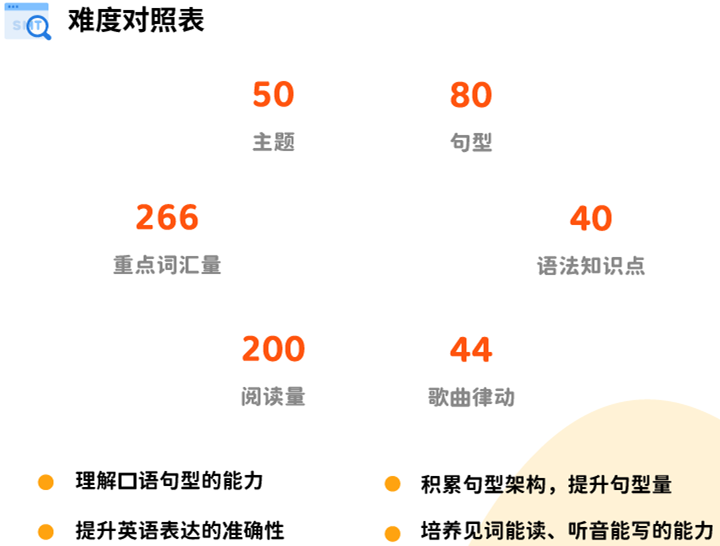 SMT
难度对照表
50
80
主题
句型
266
40
重点词汇量
语法知识点
200
44
阅读量
歌曲律动
理解口语句型的能力
积累句型架构，提升句型量
提升英语表达的准确性
培养见词能读、听音能写的能力